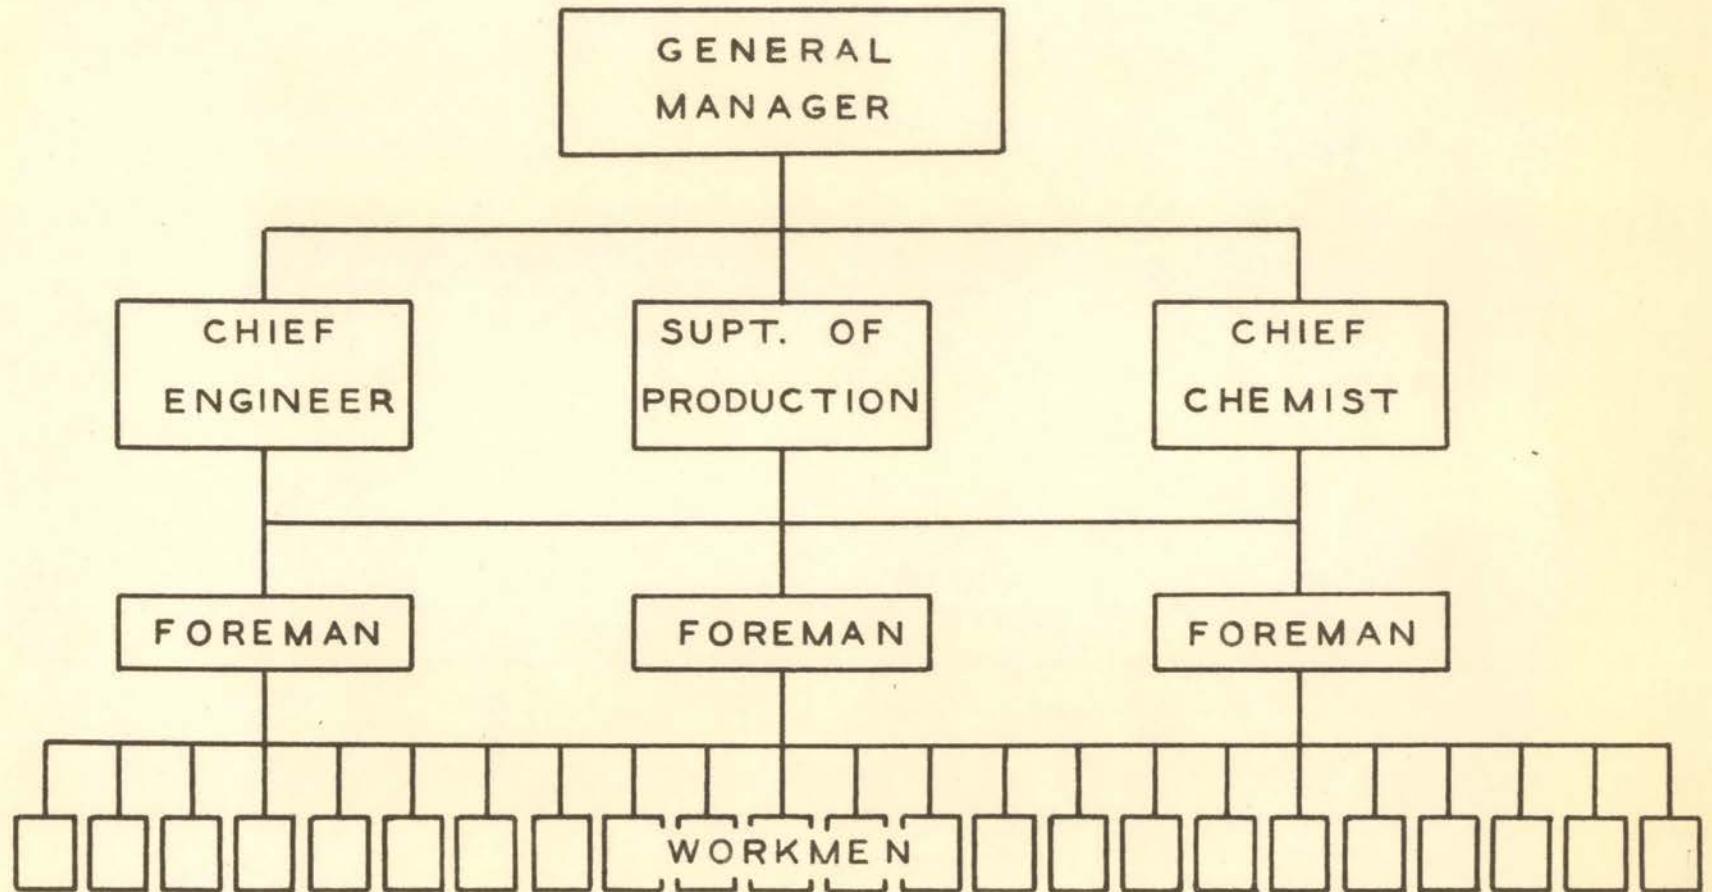 GENERAL
MANAGER
CHIEF
ENGINEER
SUPT. OF
PRODUCTION
CHIEF
CHEMIST
FOREMAN
FOREMAN
FOREMAN
WORKMEN